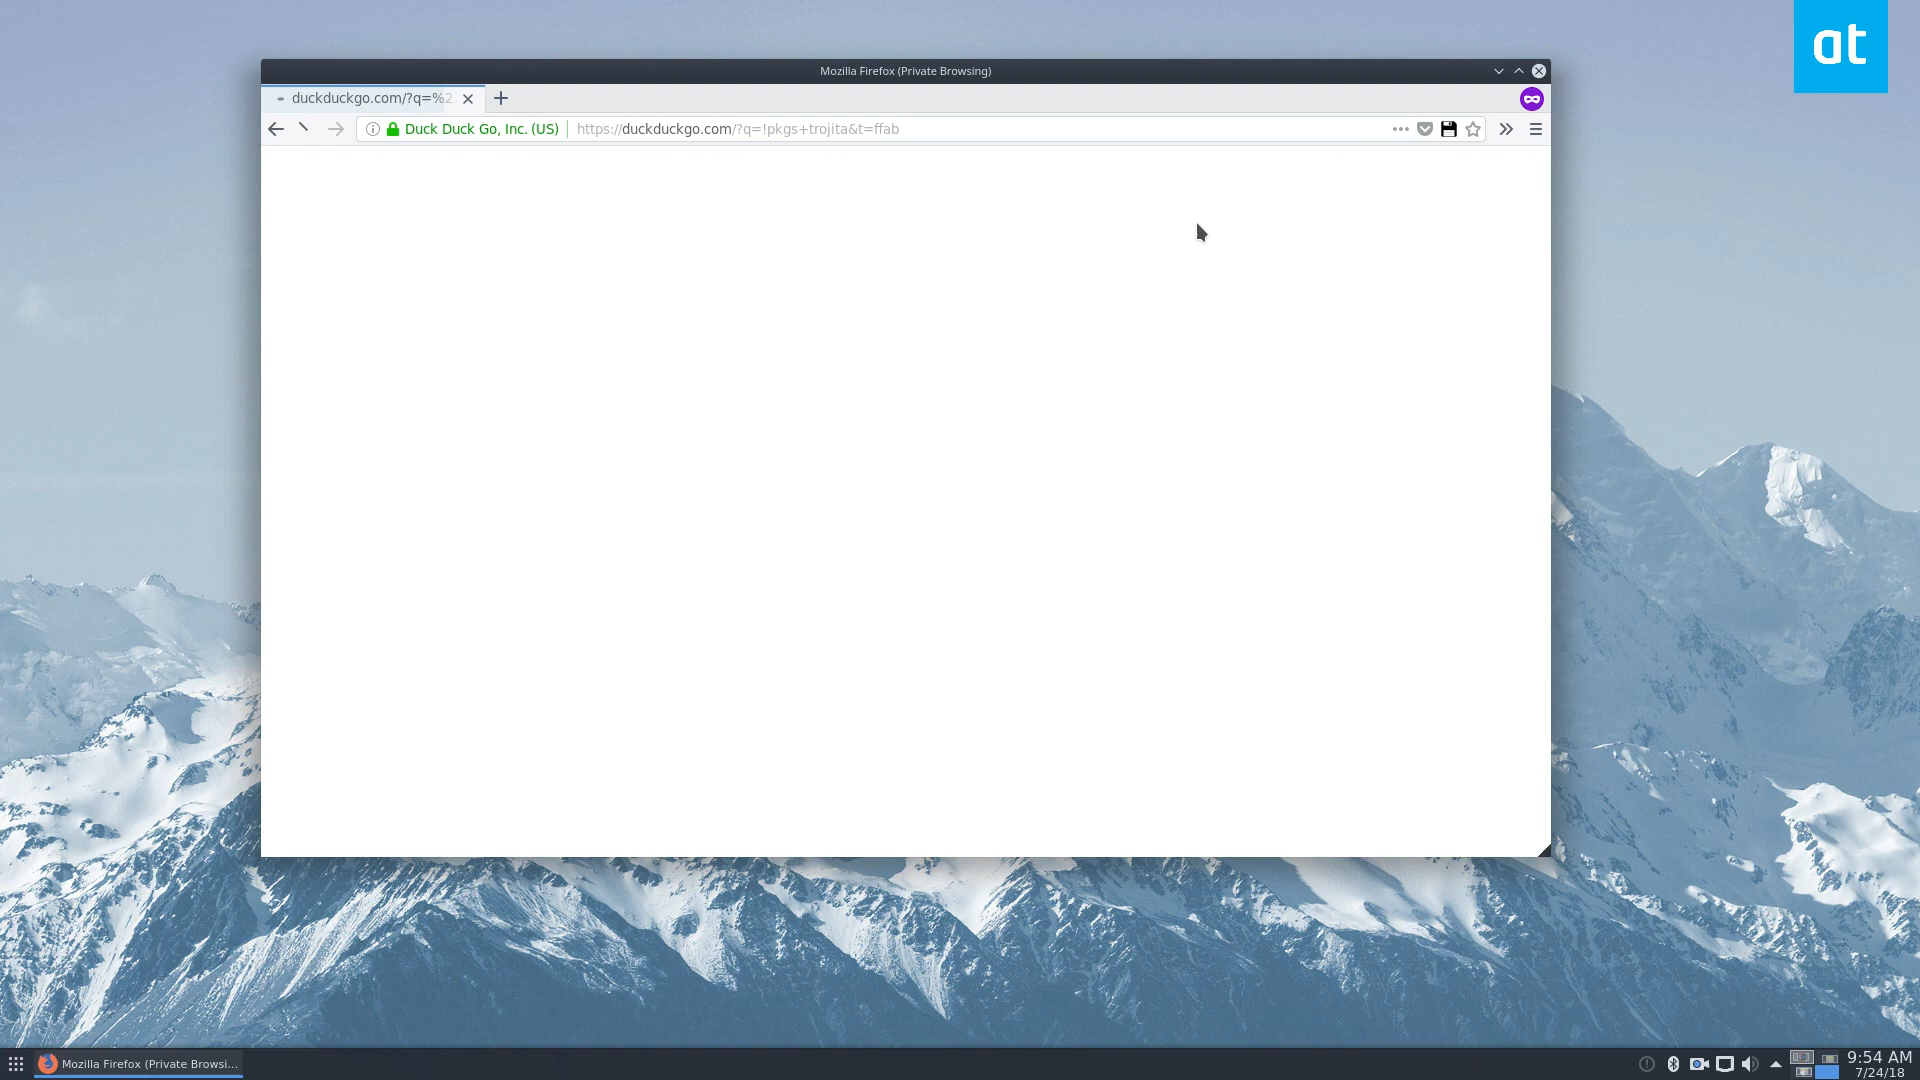 at
Mozilla Firefox (Private Browsing)
duckduckgo.com/?q=%2
Duck Duck Go, Inc. (US)
https://duckduckgo.com/?q=!pkgs+trojita&t=ffab
Mozilla Firefox (Private Browsi...
9:54 AM
7/24/18